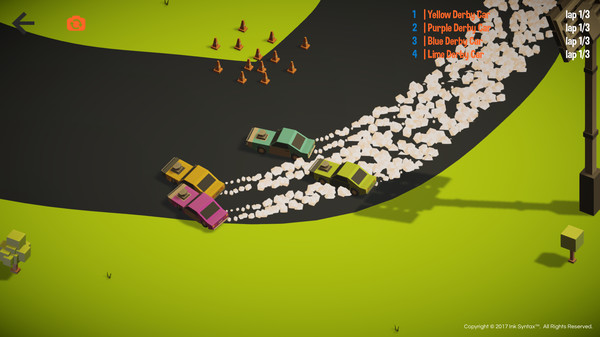 1 | Yellow Derby Car lap 1/3
2 | Purple Derby Car lap 1/3
3 | Blue Derby Car lap 1/3
4 | Lime Derby Car lap 1/3
Copyright © 2017 Ink Syntax™. All Rights Reserved.